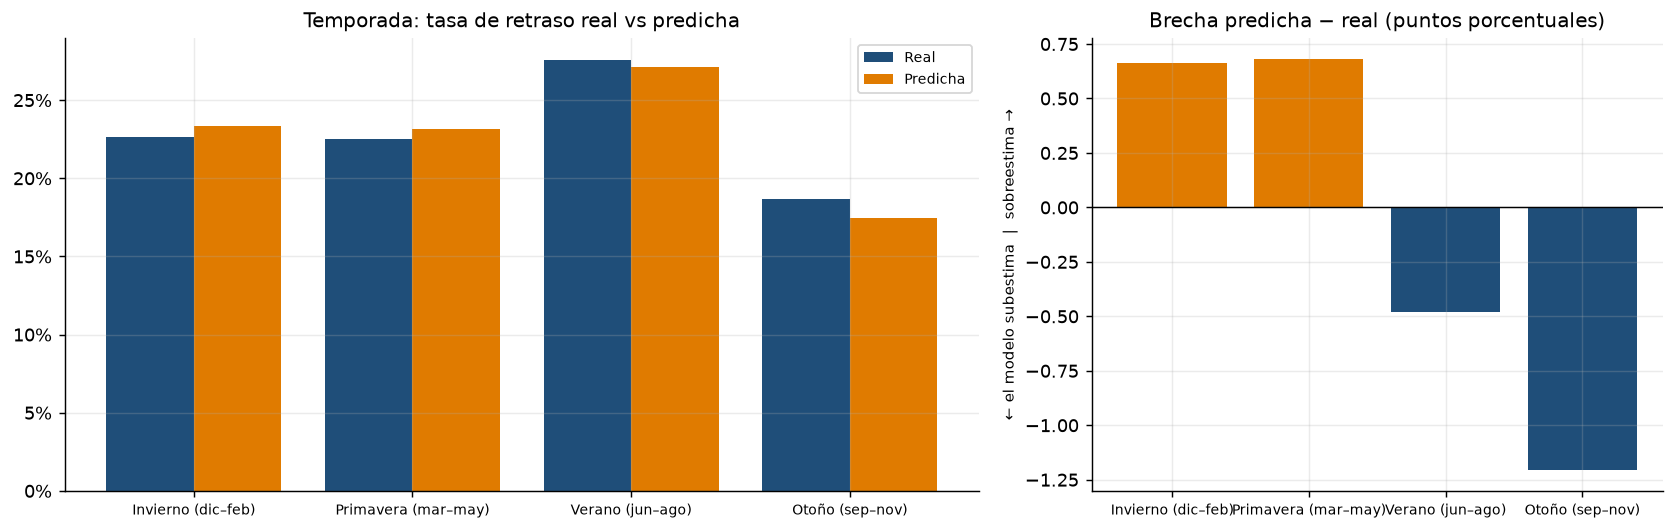 Temporada: tasa de retraso real vs predicha
Real
Predicha
25%
20%
15%
10%
5%
0%
Invierno (dic–feb)
Primavera (mar–may)
Verano (jun–ago)
Otoño (sep–nov)
Brecha predicha − real (puntos porcentuales)
← el modelo subestima | sobreestima →
0.75
0.50
0.25
0.00
−0.25
−0.50
−0.75
−1.00
−1.25
Invierno (dic–feb)
Primavera (mar–may)
Verano (jun–ago)
Otoño (sep–nov)